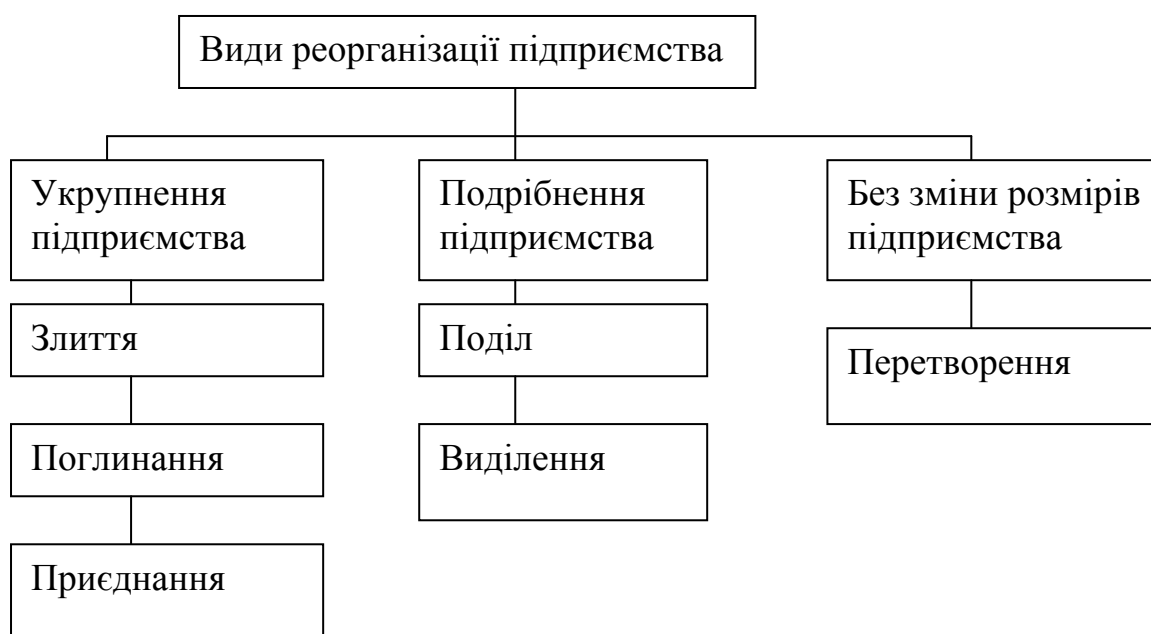 Види реорганізації підприємства
Укрупнення
підприємства
Подрібнення
підприємства
Без зміни розмірів
підприємства
Злиття
Поділ
Перетворення
Поглинання
Виділення
Приєднання